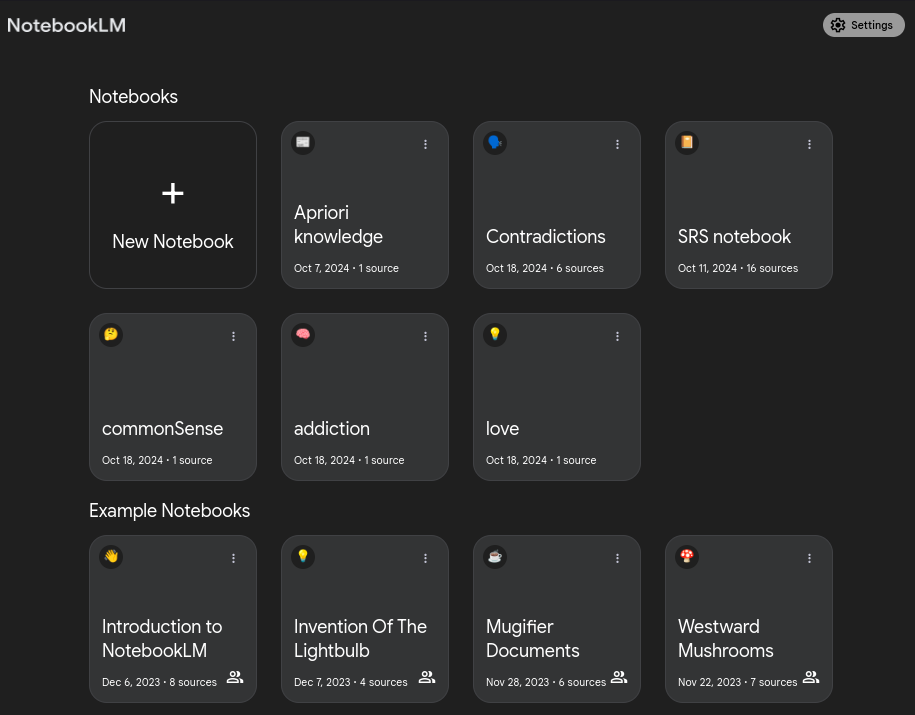 NotebookLM
Settings
Notebooks
New Notebook
Apriori
knowledge
Oct 7, 2024 • 1 source
Contradictions
Oct 18, 2024 • 6 sources
SRS notebook
Oct 11, 2024 • 16 sources
commonSense
Oct 18, 2024 • 1 source
addiction
Oct 18, 2024 • 1 source
love
Oct 18, 2024 • 1 source
Example Notebooks
Introduction to
NotebookLM
Dec 6, 2023 • 8 sources
Invention Of The
Lightbulb
Dec 7, 2023 • 4 sources
Mugifier
Documents
Nov 28, 2023 • 6 sources
Westward
Mushrooms
Nov 22, 2023 • 7 sources